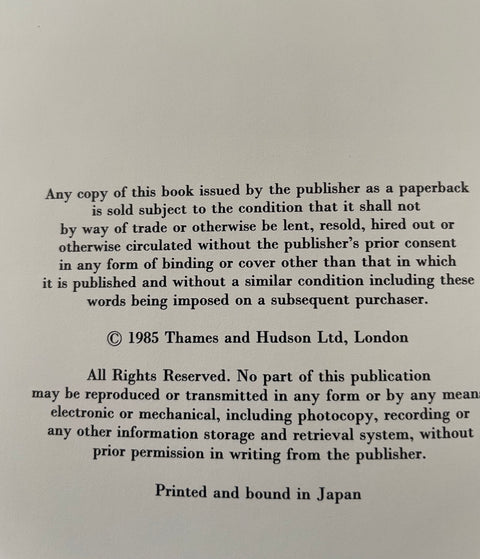 Any copy of this book issued by the publisher as a paperback
is sold subject to the condition that it shall not
by way of trade or otherwise be lent, resold, hired out or
otherwise circulated without the publisher's prior consent
in any form of binding or cover other than that in which
it is published and without a similar condition including these
words being imposed on a subsequent purchaser.
© 1985 Thames and Hudson Ltd, London
All Rights Reserved. No part of this publication
may be reproduced or transmitted in any form or by any mean
electronic or mechanical, including photocopy, recording or
any other information storage and retrieval system, without
prior permission in writing from the publisher.
Printed and bound in Japan